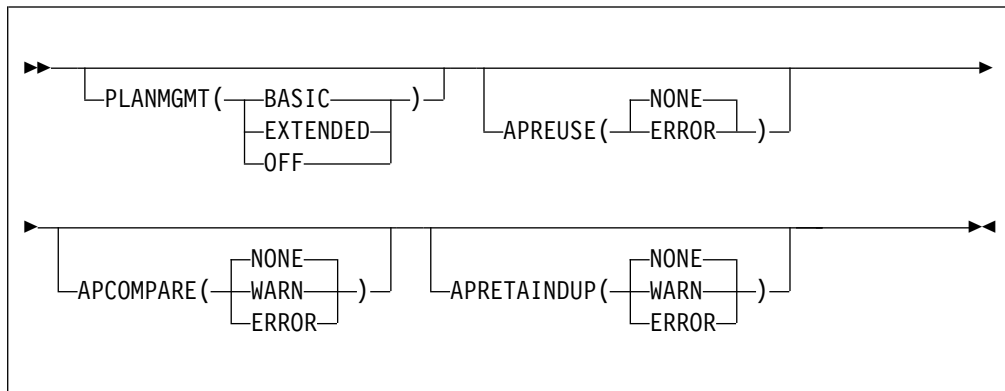 PLANMGMT( BASIC )
EXTENDED
OFF
NONE
APREUSE( ERROR )
NONE
APCOMPARE( WARN )
ERROR
NONE
APRETAINDUP( WARN )
ERROR